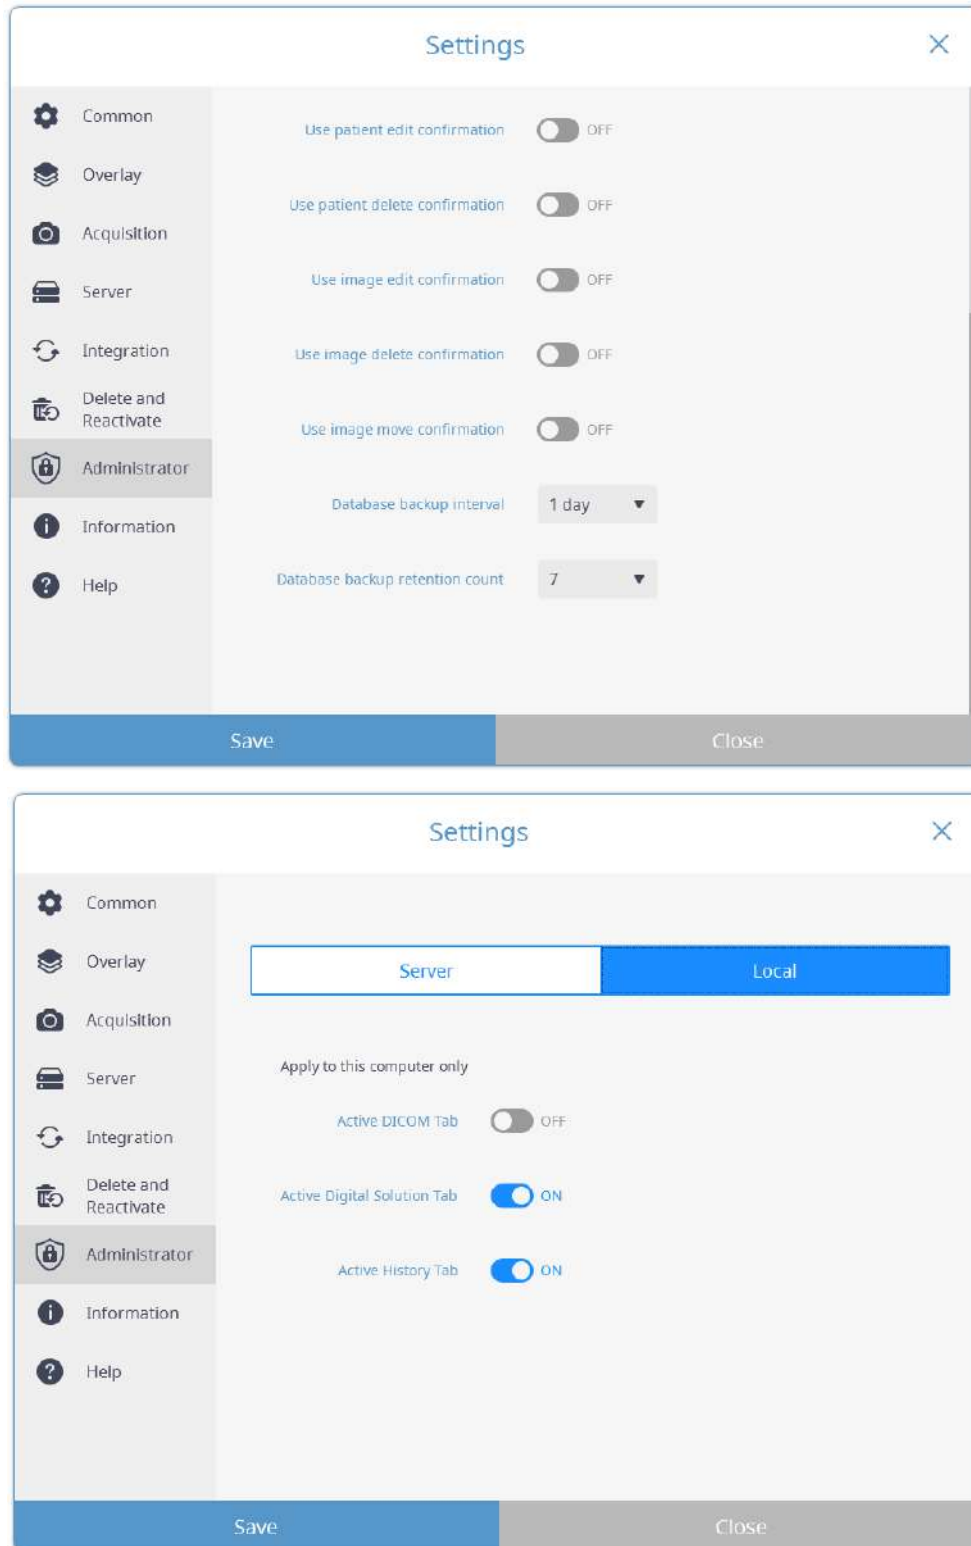 Settings
Common
Overlay
Acquisition
Server
Integration
Delete and
Reactivate
Administrator
Information
Help
Use patient edit confirmation OFF
Use patient delete confirmation OFF
Use image edit confirmation OFF
Use image delete confirmation OFF
Use image move confirmation OFF
Database backup interval 1 day
Database backup retention count 7
Save Close
Settings
Common
Overlay
Acquisition
Server
Integration
Delete and
Reactivate
Administrator
Information
Help
Server Local
Apply to this computer only
Active DICOM Tab OFF
Active Digital Solution Tab ON
Active History Tab ON
Save Close